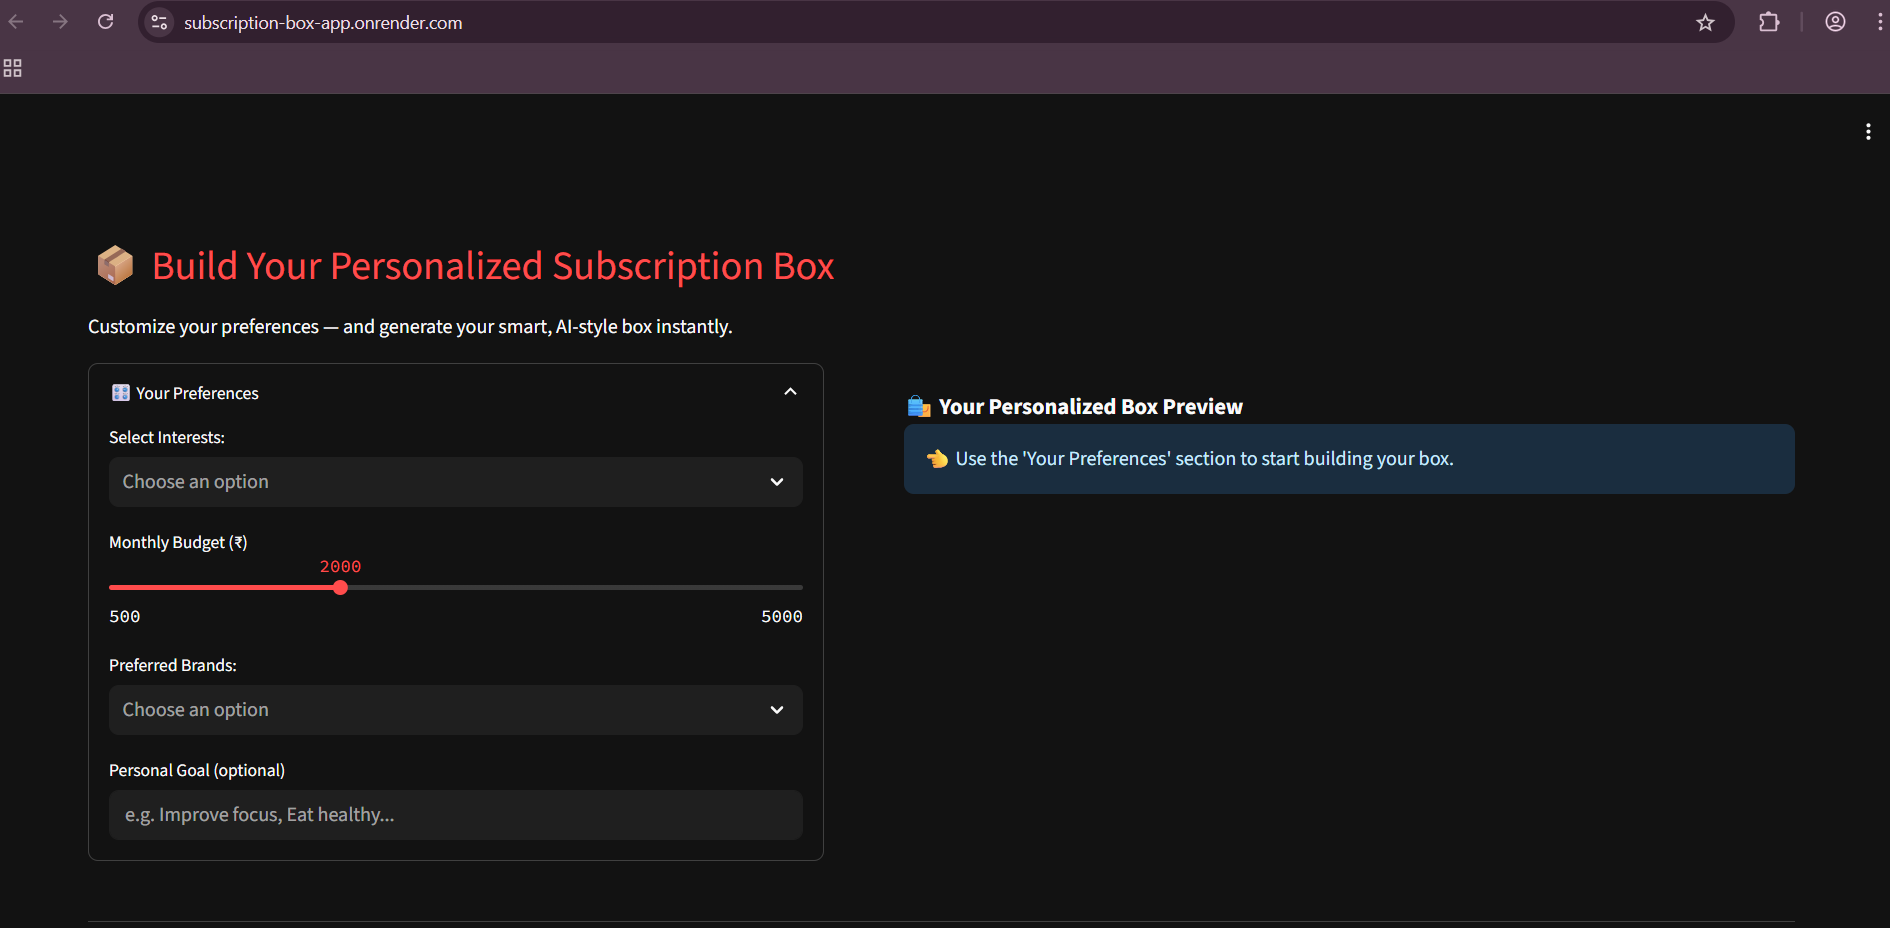 subscription-box-app.onrender.com
Build Your Personalized Subscription Box
Customize your preferences — and generate your smart, AI-style box instantly.
Your Preferences
Select Interests:
Choose an option
Monthly Budget (₹)
2000
500
5000
Preferred Brands:
Choose an option
Personal Goal (optional)
e.g. Improve focus, Eat healthy...
Your Personalized Box Preview
Use the 'Your Preferences' section to start building your box.